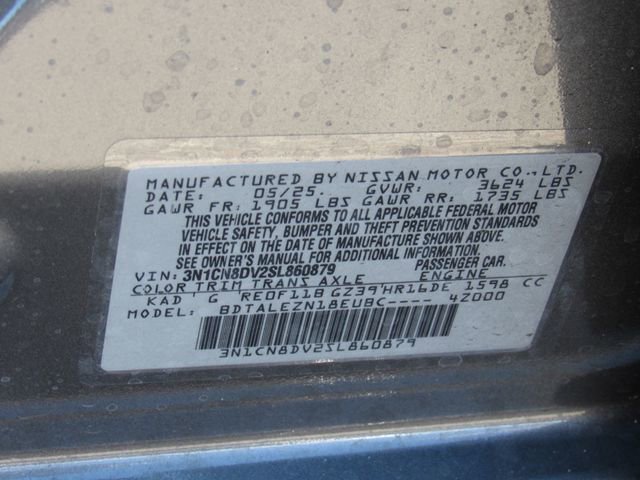 MANUFACTURED BY NISSAN MOTOR CO.,LTD.
DATE: 05/25. GVWR: 3624 LBS
GAWR FR: 1905 LBS GAWR RR: 1735 LBS
THIS VEHICLE CONFORMS TO ALL APPLICABLE FEDERAL MOTOR
VEHICLE SAFETY, BUMPER AND THEFT PREVENTION STANDARDS
IN EFFECT ON THE DATE OF MANUFACTURE SHOWN ABOVE.
SEE OWNERS MANUAL FOR ADDITIONAL INFORMATION
VIN: 3N1CN8DV2SL860879 PASSENGER CAR.
COLOR TRIM TRANS AXLE ENGINE
KAD G RE0F11B GZ39 HR16DE 1598 CC
MODEL: BDTALEZN18EUBC---- 4Z000
3N1CN8DV2SL860879